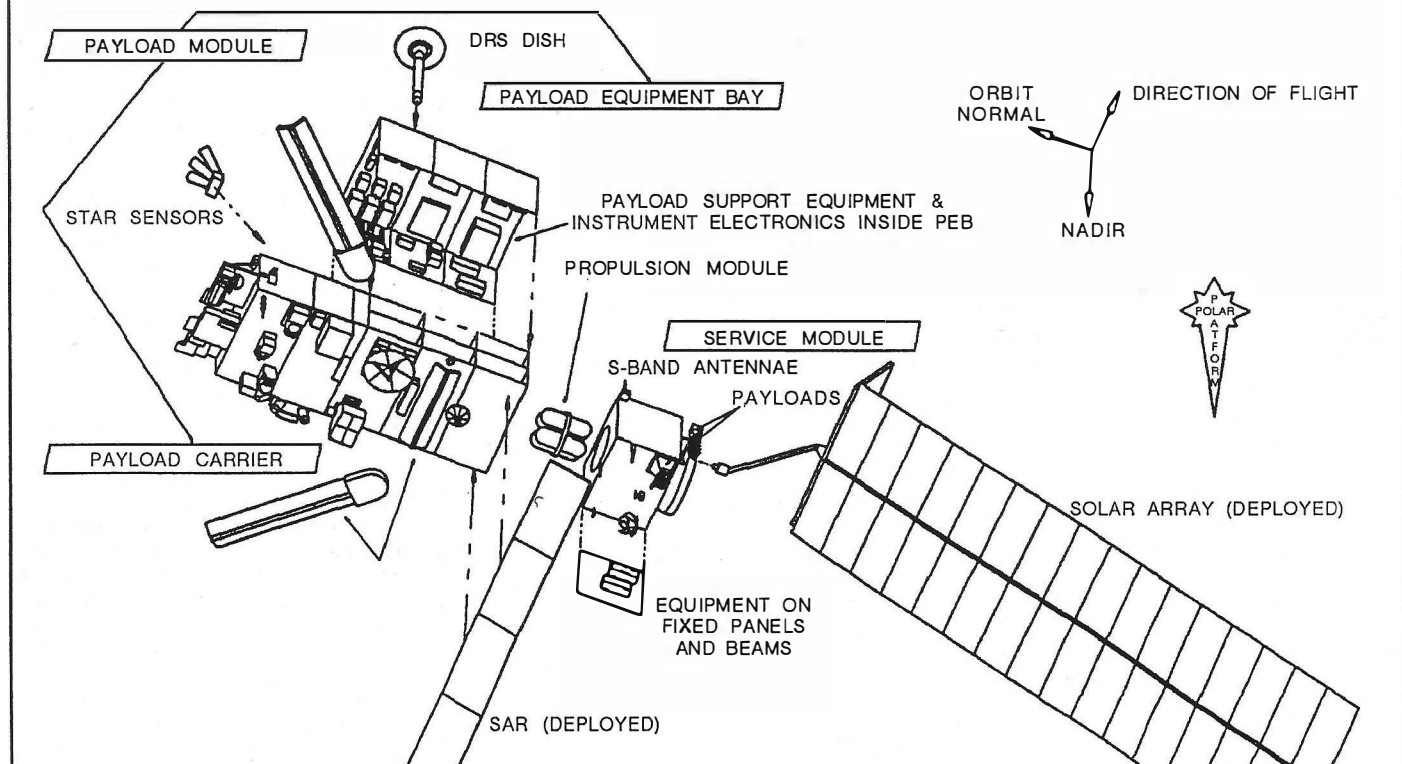 PAYLOAD MODULE
DRS DISH
PAYLOAD EQUIPMENT BAY
ORBIT
NORMAL
DIRECTION OF FLIGHT
NADIR
STAR SENSORS
PAYLOAD SUPPORT EQUIPMENT &
INSTRUMENT ELECTRONICS INSIDE PEB
PROPULSION MODULE
SERVICE MODULE
S-BAND ANTENNAE
PAYLOADS
POLAR
PLATFORM
PAYLOAD CARRIER
SOLAR ARRAY (DEPLOYED)
EQUIPMENT ON
FIXED PANELS
AND BEAMS
SAR (DEPLOYED)